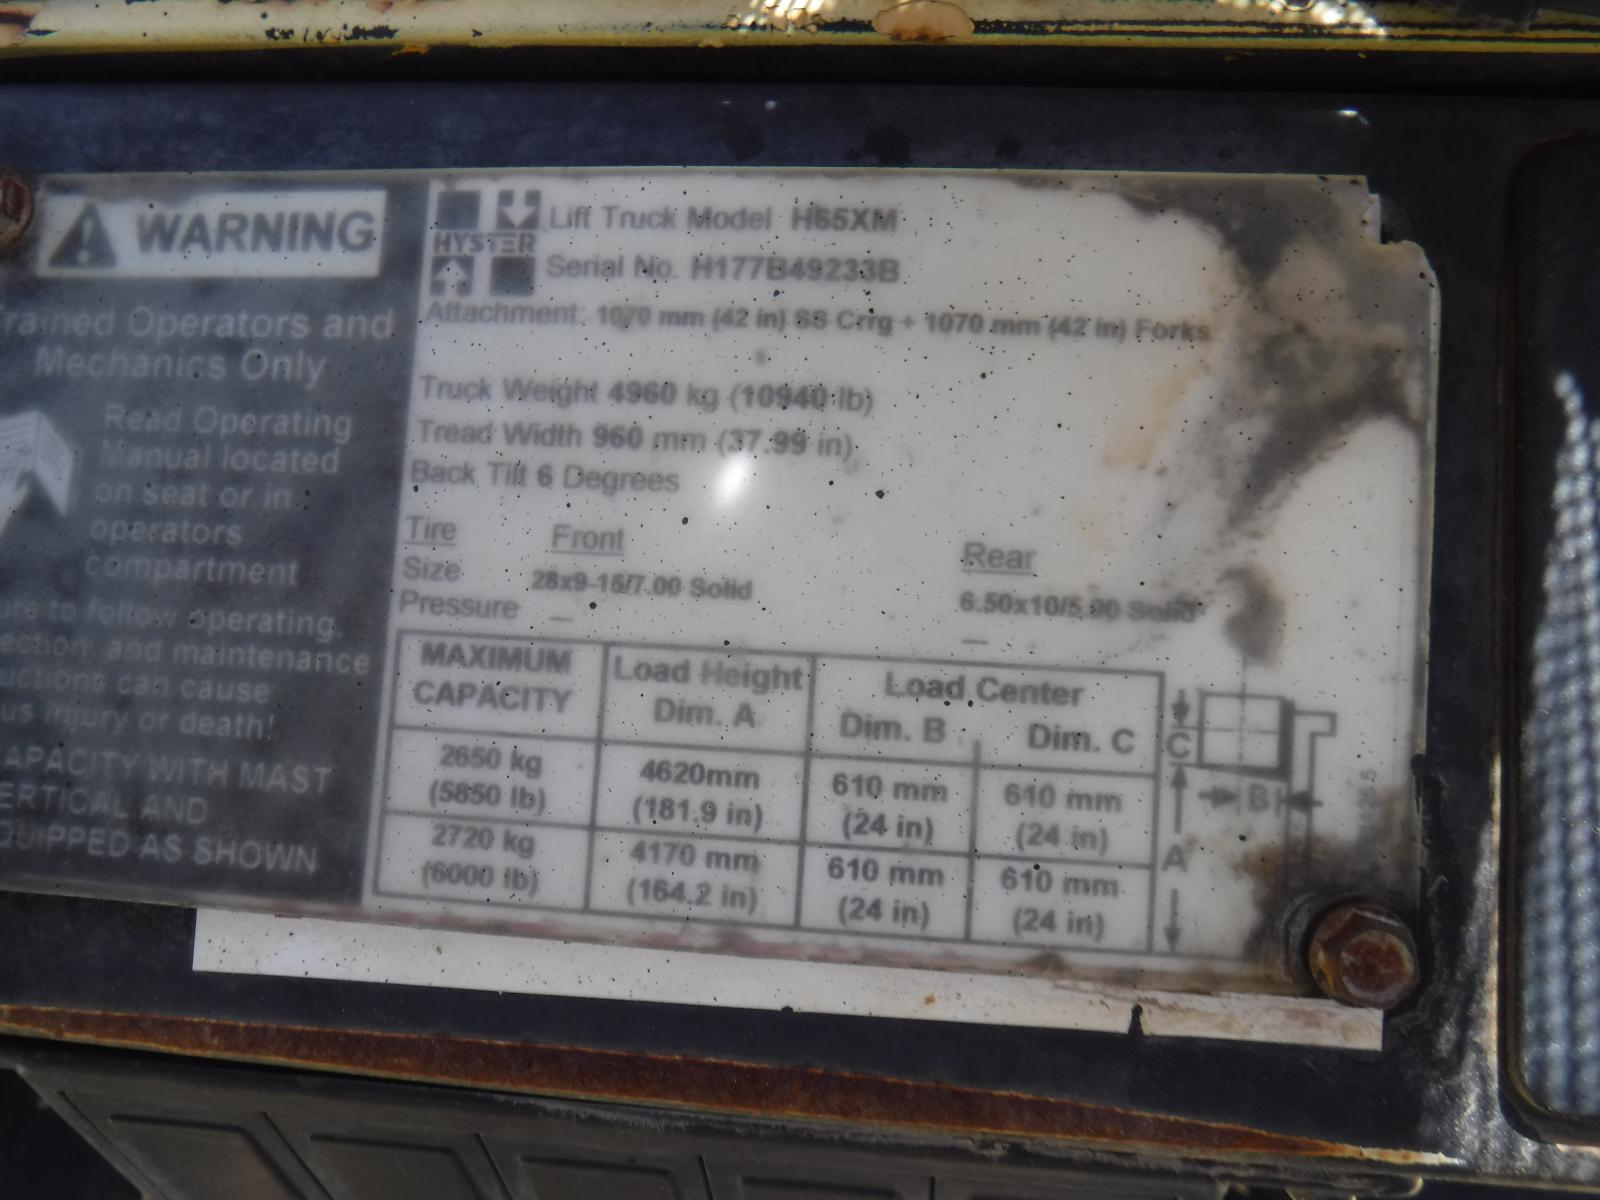 WARNING
rained Operators and
Mechanics Only
Read Operating
Manual located
on seat or in
operators
compartment
ure to follow operating,
ection, and maintenance
uctions can cause
us injury or death!
APACITY WITH MAST
ERTICAL AND
QUIPPED AS SHOWN
HYSTER
Lift Truck Model H65XM
Serial No. H177B49233B
Attachment: 1070 mm (42 in) SS Crrg + 1070 mm (42 in) Forks
Truck Weight 4960 kg (10940 lb)
Tread Width 960 mm (37.99 in)
Back Tilt 6 Degrees
Tire Front Rear
Size 28x9-15/7.00 Solid 6.50x10/5.00 Solid
Pressure — —
MAXIMUM CAPACITY Load Height Dim. A Load Center Dim. B Dim. C
2650 kg 4620mm 610 mm 610 mm
(5850 lb) (181.9 in) (24 in) (24 in)
2720 kg 4170 mm 610 mm 610 mm
(6000 lb) (164.2 in) (24 in) (24 in)
C
B
A